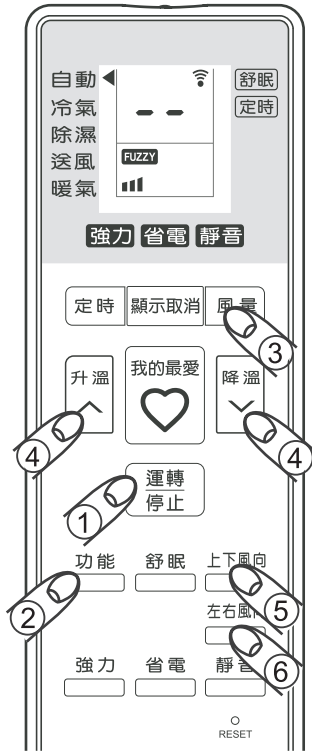 自動 舒眠
冷氣 定時
除濕
送風 FUZZY
暖氣
強力 省電 靜音
定時 顯示取消 風量
③
升溫 我的最愛 降溫
④ ④
運轉
停止
①
功能 舒眠 上下風向
② ⑤
左右風向
強力 省電 靜音
⑥
RESET